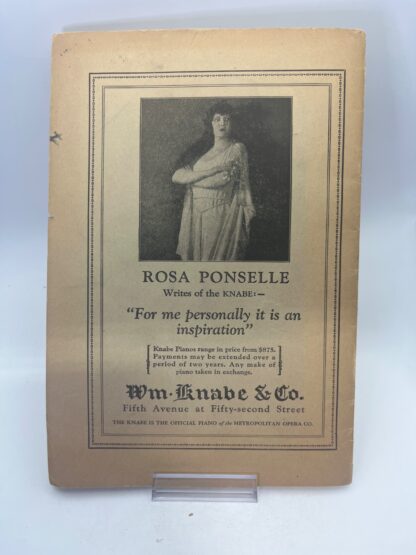 ROSA PONSELLE
Writes of the KNABE:—
"For me personally it is an
inspiration"
Knabe Pianos range in price from $875.
Payments may be extended over a
period of two years. Any make of
piano taken in exchange.
Wm. Knabe & Co.
Fifth Avenue at Fifty-second Street
THE KNABE IS THE OFFICIAL PIANO of the METROPOLITAN OPERA CO.